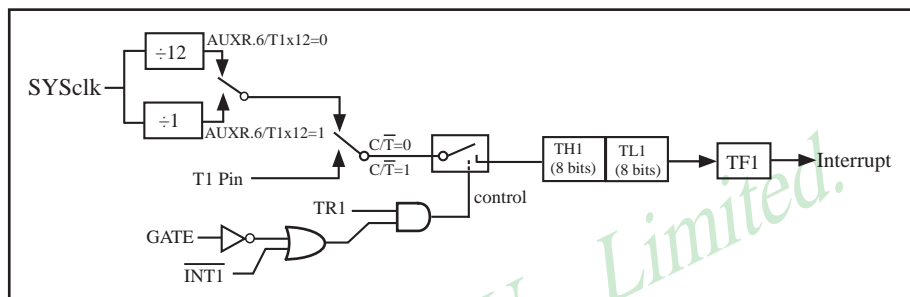 AUXR.6/T1x12=0
÷12
SYSclk
÷1
AUXR.6/T1x12=1
C/T̅=0
C/T̅=1
T1 Pin
TH1
(8 bits)
TL1
(8 bits)
TF1
Interrupt
control
TR1
GATE
I̅N̅T̅1̅
Limited.